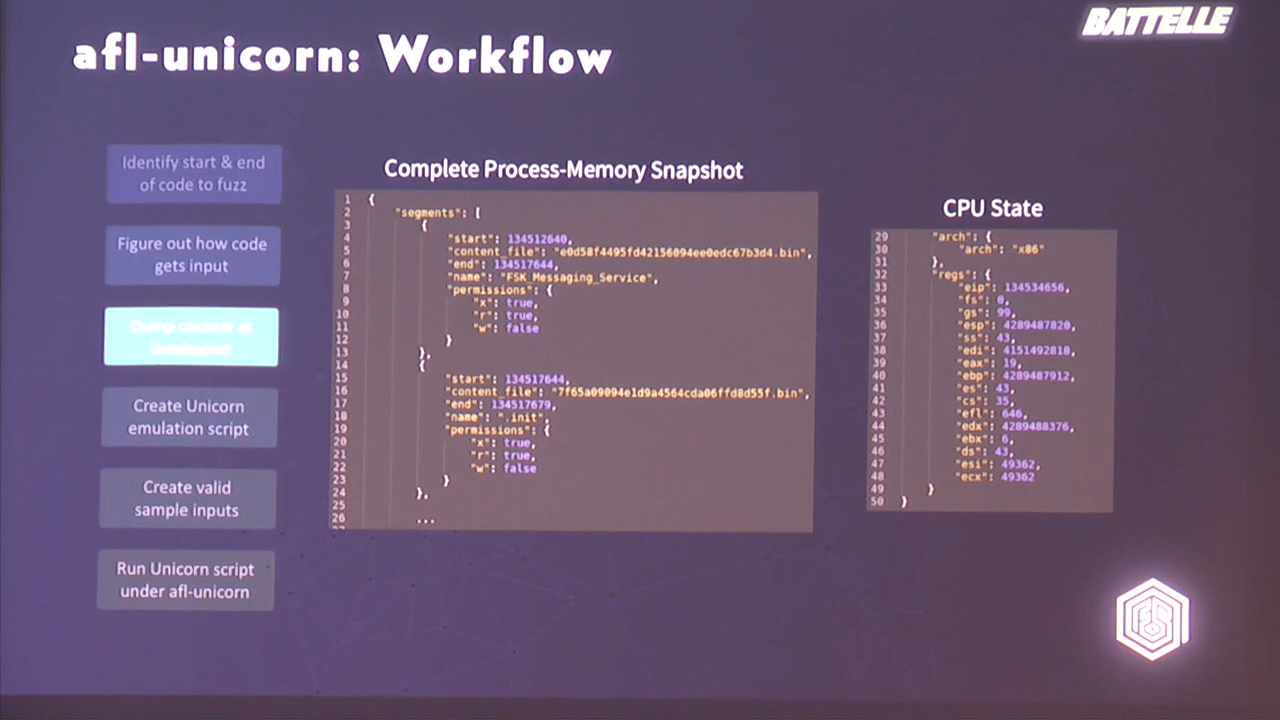 BATTELLE
afl-unicorn: Workflow
Identify start & end
of code to fuzz
Figure out how code
gets input
Dump context at
breakpoint
Create Unicorn
emulation script
Create valid
sample inputs
Run Unicorn script
under afl-unicorn
Complete Process-Memory Snapshot
1 {
2 "segments": [
3 {
4 "start": 134512640,
5 "content_file": "e0d58f4495fd42156094ee0edc67b3d4.bin",
6 "end": 134517644,
7 "name": "FSK_Messaging_Service",
8 "permissions": {
9 "x": true,
10 "r": true,
11 "w": false
12 }
13 },
14 {
15 "start": 134517644,
16 "content_file": "7f65a09094e1d9a4564cda06ffd8d55f.bin",
17 "end": 134517679,
18 "name": ".init",
19 "permissions": {
20 "x": true,
21 "r": true,
22 "w": false
23 }
24 },
25
26 ...
CPU State
29 "arch": {
30 "arch": "x86"
31 },
32 "regs": {
33 "eip": 134534656,
34 "fs": 0,
35 "gs": 99,
36 "esp": 4289487820,
37 "ss": 43,
38 "edi": 4151492818,
39 "eax": 19,
40 "ebp": 4289487912,
41 "es": 43,
42 "cs": 35,
43 "efl": 646,
44 "edx": 4289488376,
45 "ebx": 6,
46 "ds": 43,
47 "esi": 49362,
48 "ecx": 49362
49 }
50 }